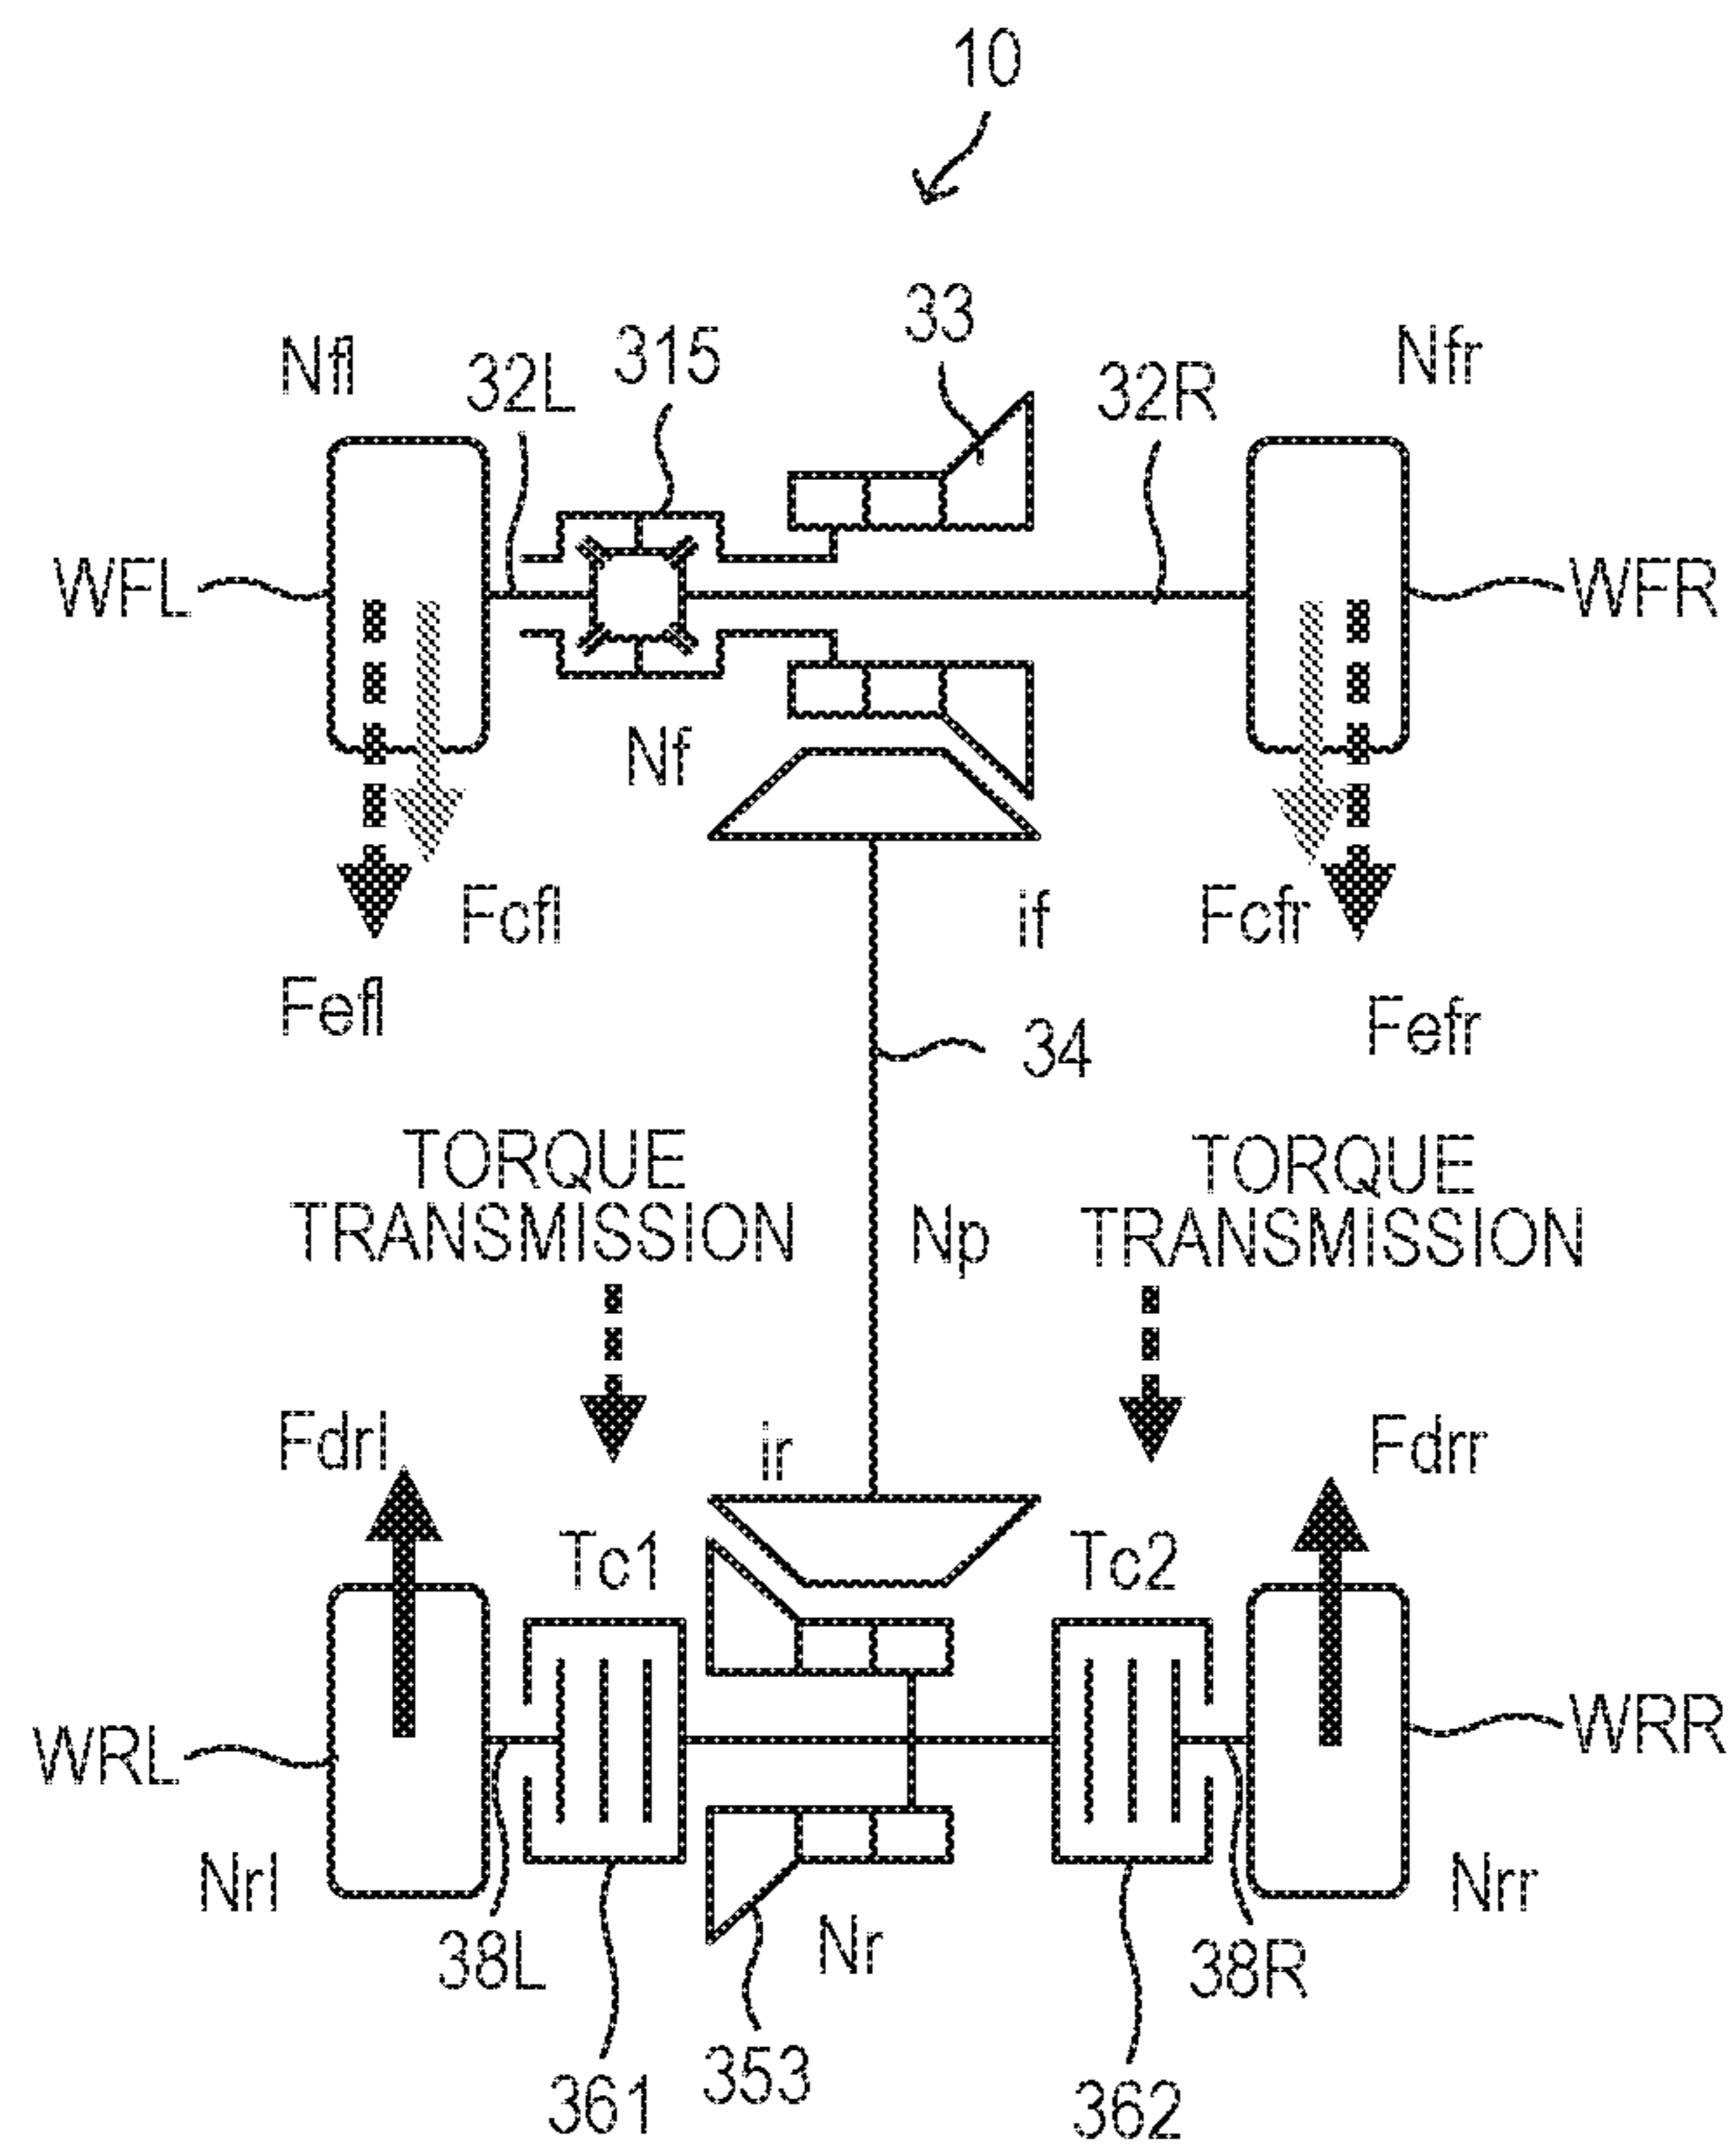 10
33
Nfl
315
Nfr
32L
32R
WFL
WFR
Nf
Fcfl
if
Fcfr
Fefl
Fefr
34
TORQUE
TRANSMISSION
TORQUE
TRANSMISSION
Np
Fdrl
ir
Fdrr
Tc1
Tc2
WRL
WRR
Nrl
Nrr
38L
Nr
38R
361
353
362